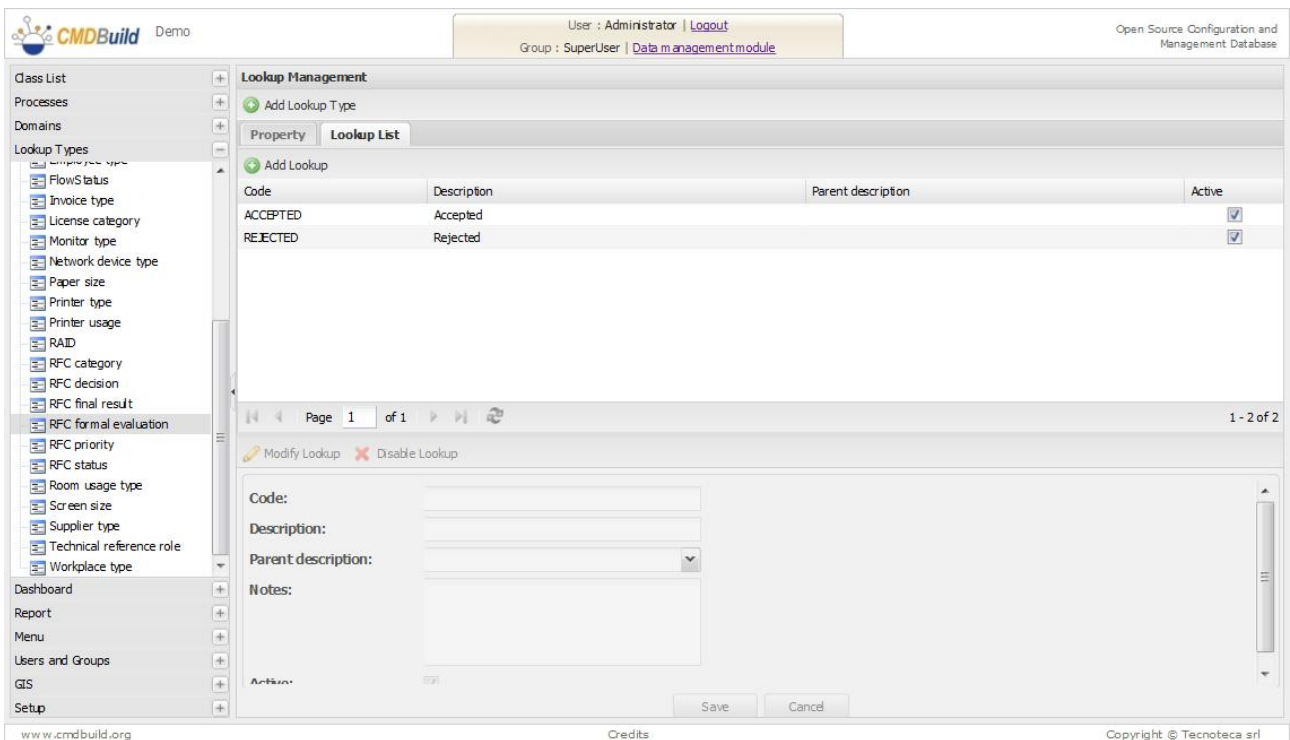 CMDBuild Demo
User : Administrator | Logout
Group : SuperUser | Data management module
Open Source Configuration and
Management Database
Class List
Processes
Domains
Lookup Types
Employee type
FlowStatus
Invoice type
License category
Monitor type
Network device type
Paper size
Printer type
Printer usage
RAID
RFC category
RFC decision
RFC final result
RFC formal evaluation
RFC priority
RFC status
Room usage type
Screen size
Supplier type
Technical reference role
Workplace type
Dashboard
Report
Menu
Users and Groups
GIS
Setup
Lookup Management
Add Lookup Type
Property Lookup List
Add Lookup
Code Description Parent description Active
ACCEPTED Accepted
REJECTED Rejected
Page 1 of 1 1 - 2 of 2
Modify Lookup Disable Lookup
Code:
Description:
Parent description:
Notes:
Active:
Save Cancel
www.cmdbuild.org Credits Copyright © Tecnoteca srl